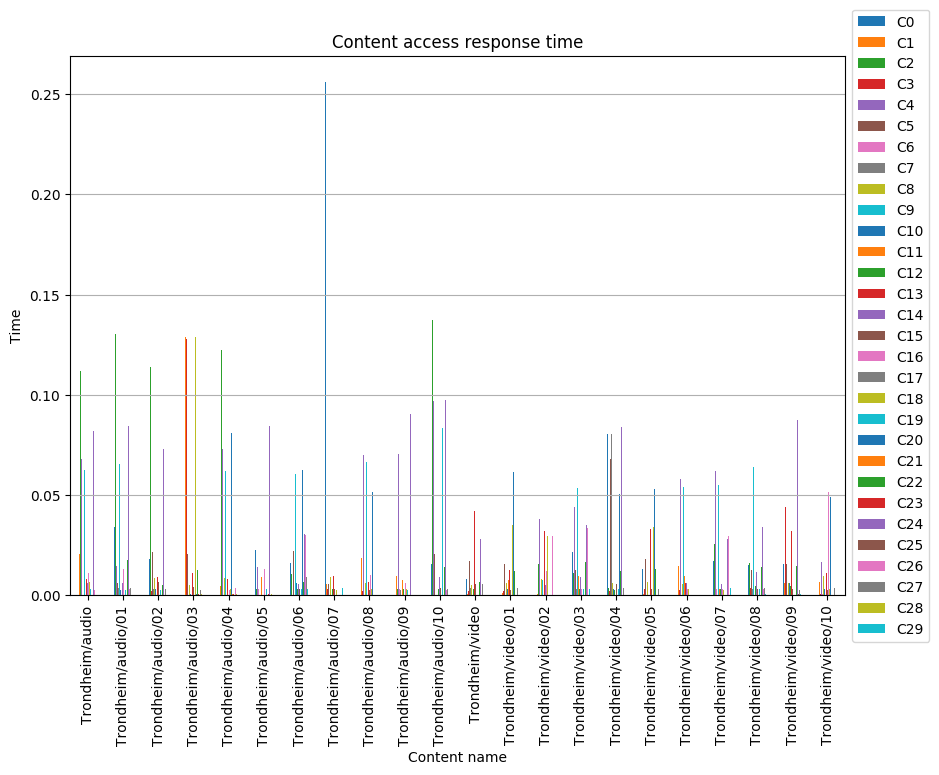 Content access response time
Time
0.25
0.20
0.15
0.10
0.05
0.00
Trondheim/audio
Trondheim/audio/01
Trondheim/audio/02
Trondheim/audio/03
Trondheim/audio/04
Trondheim/audio/05
Trondheim/audio/06
Trondheim/audio/07
Trondheim/audio/08
Trondheim/audio/09
Trondheim/audio/10
Trondheim/video
Trondheim/video/01
Trondheim/video/02
Trondheim/video/03
Trondheim/video/04
Trondheim/video/05
Trondheim/video/06
Trondheim/video/07
Trondheim/video/08
Trondheim/video/09
Trondheim/video/10
Content name
C0
C1
C2
C3
C4
C5
C6
C7
C8
C9
C10
C11
C12
C13
C14
C15
C16
C17
C18
C19
C20
C21
C22
C23
C24
C25
C26
C27
C28
C29